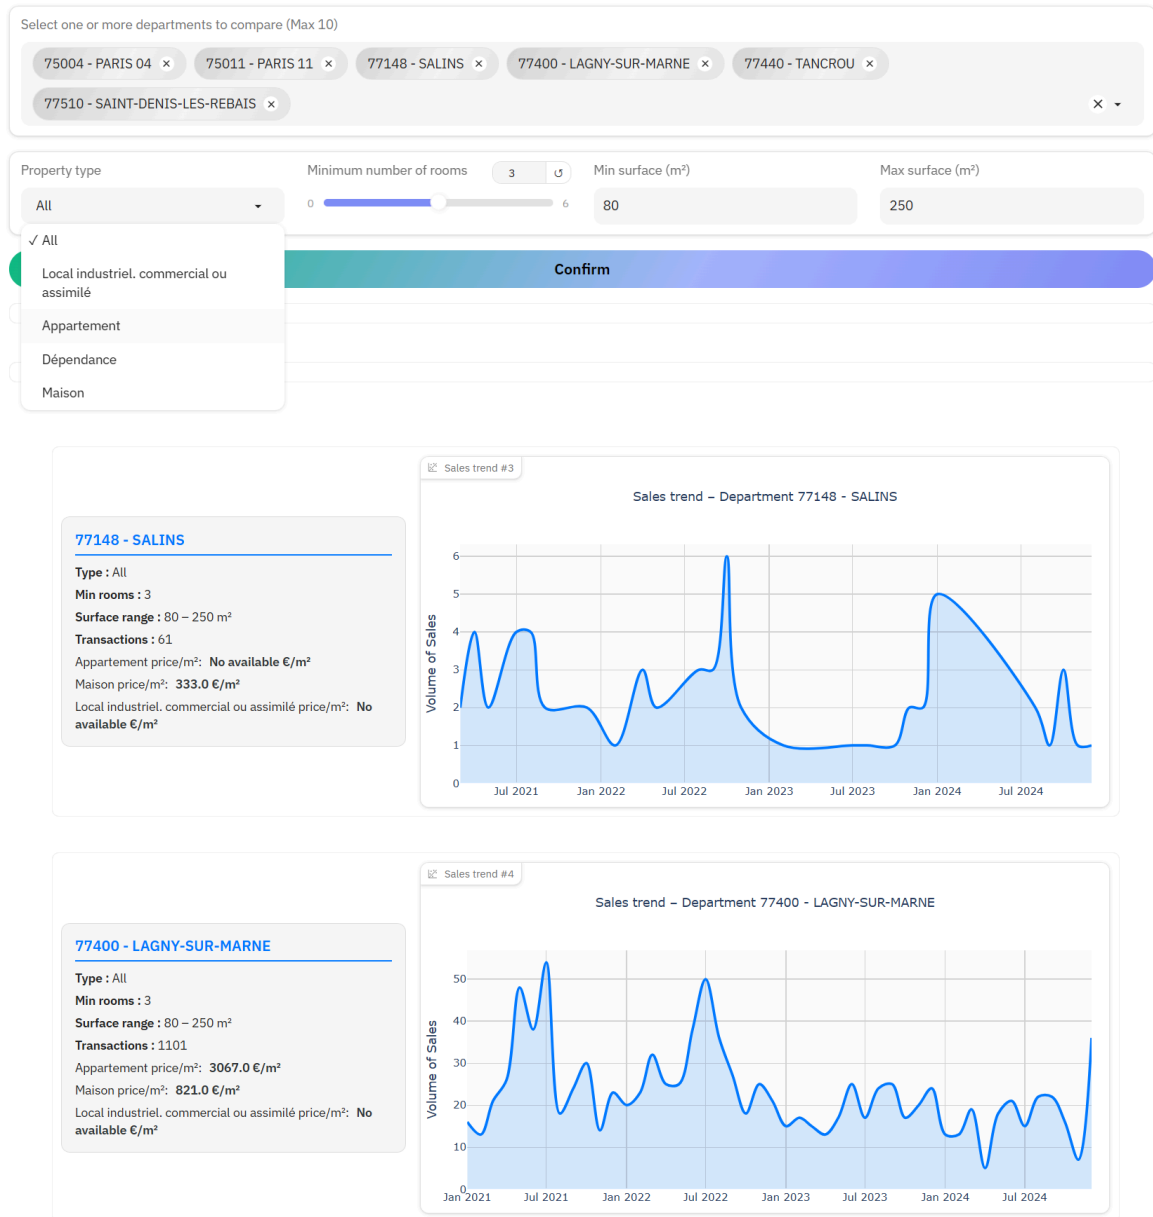 Select one or more departments to compare (Max 10)
75004 - PARIS 04 × 75011 - PARIS 11 × 77148 - SALINS × 77400 - LAGNY-SUR-MARNE × 77440 - TANCROU ×
77510 - SAINT-DENIS-LES-REBAIS ×
Property type
All
Minimum number of rooms 3
0 6
Min surface (m²)
80
Max surface (m²)
250
Confirm
✓ All
Local industriel. commercial ou
assimilé
Appartement
Dépendance
Maison
77148 - SALINS
Type : All
Min rooms : 3
Surface range : 80 – 250 m²
Transactions : 61
Appartement price/m²: No available €/m²
Maison price/m²: 333.0 €/m²
Local industriel. commercial ou assimilé price/m²: No
available €/m²
Sales trend #3
Sales trend – Department 77148 - SALINS
Volume of Sales
6
5
4
3
2
1
0
Jul 2021 Jan 2022 Jul 2022 Jan 2023 Jul 2023 Jan 2024 Jul 2024
77400 - LAGNY-SUR-MARNE
Type : All
Min rooms : 3
Surface range : 80 – 250 m²
Transactions : 1101
Appartement price/m²: 3067.0 €/m²
Maison price/m²: 821.0 €/m²
Local industriel. commercial ou assimilé price/m²: No
available €/m²
Sales trend #4
Sales trend – Department 77400 - LAGNY-SUR-MARNE
Volume of Sales
50
40
30
20
10
0
Jan 2021 Jul 2021 Jan 2022 Jul 2022 Jan 2023 Jul 2023 Jan 2024 Jul 2024